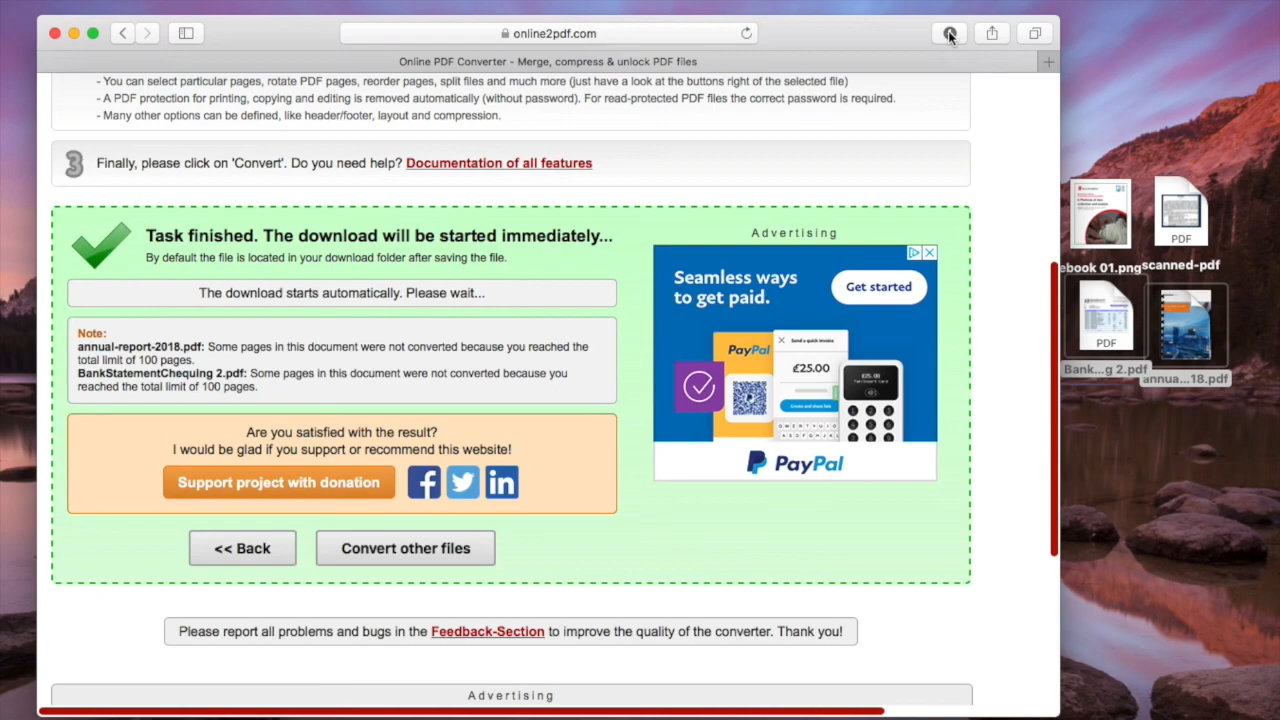 online2pdf.com
Online PDF Converter - Merge, compress & unlock PDF files
- You can select particular pages, rotate PDF pages, reorder pages, split files and much more (just have a look at the buttons right of the selected file)
- A PDF protection for printing, copying and editing is removed automatically (without password). For read-protected PDF files the correct password is required.
- Many other options can be defined, like header/footer, layout and compression.
3 Finally, please click on 'Convert'. Do you need help? Documentation of all features
Task finished. The download will be started immediately...
By default the file is located in your download folder after saving the file.
The download starts automatically. Please wait...
Note:
annual-report-2018.pdf: Some pages in this document were not converted because you reached the
total limit of 100 pages.
BankStatementChequing 2.pdf: Some pages in this document were not converted because you
reached the total limit of 100 pages.
Are you satisfied with the result?
I would be glad if you support or recommend this website!
Support project with donation
<< Back
Convert other files
Advertising
Seamless ways
to get paid.
Get started
PayPal
Send a quick invoice
£25.00
£25.00
PayPal
Please report all problems and bugs in the Feedback-Section to improve the quality of the converter. Thank you!
Advertising
ebook 01.png
PDF
scanned-pdf
PDF
Bank...g 2.pdf
annua...18.pdf